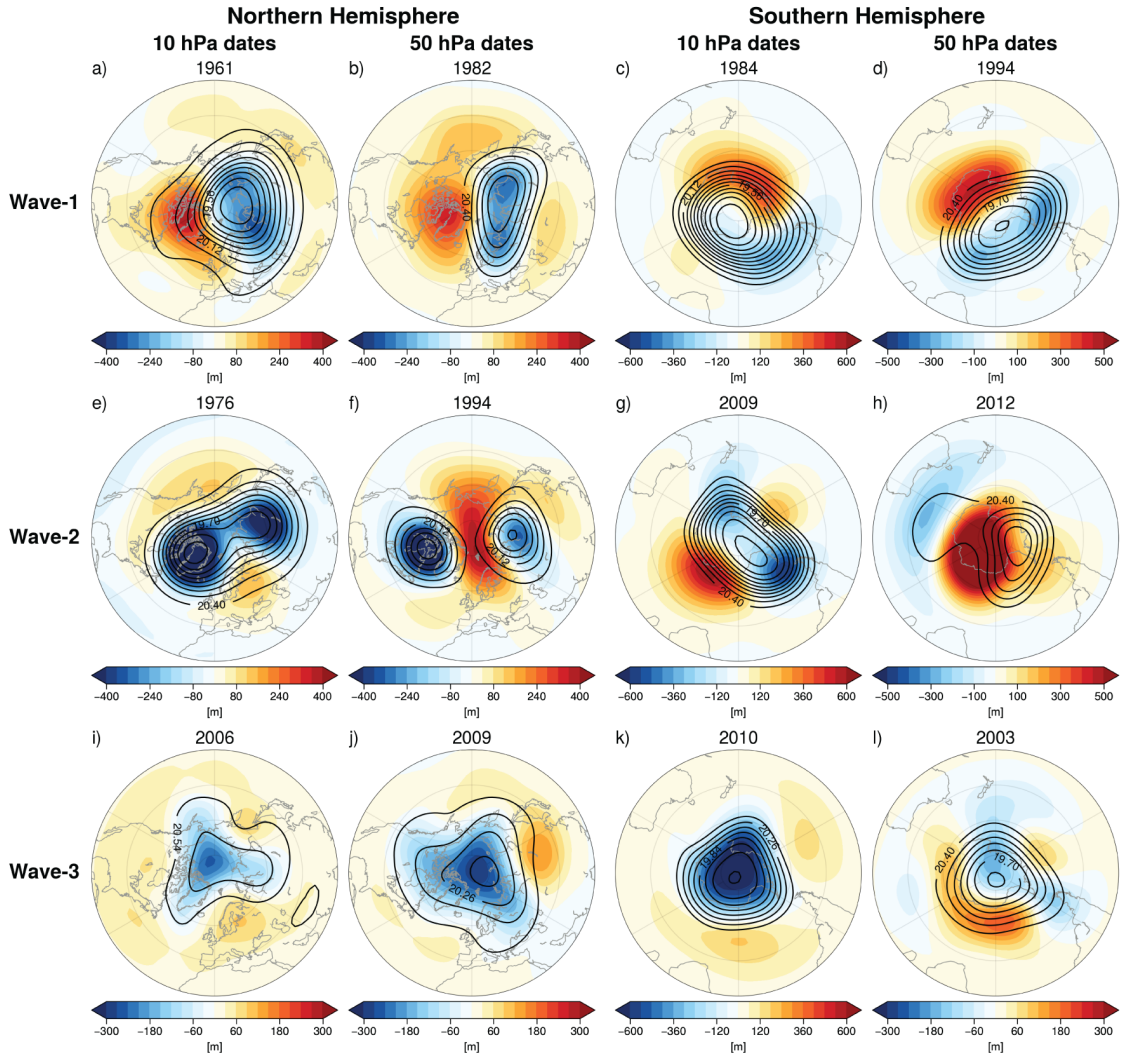 Northern Hemisphere Southern Hemisphere
10 hPa dates 50 hPa dates 10 hPa dates 50 hPa dates
a) 1961 b) 1982 c) 1984 d) 1994
Wave-1
19.56 20.12
20.40
20.12 19.56
20.40 19.70
−400 −240 −80 80 240 400 −400 −240 −80 80 240 400 −600 −360 −120 120 360 600 −500 −300 −100 100 300 500
[m] [m] [m] [m]
e) 1976 f) 1994 g) 2009 h) 2012
Wave-2
19.70 20.40
20.12 20.12
19.70 20.40
20.40
−400 −240 −80 80 240 400 −400 −240 −80 80 240 400 −600 −360 −120 120 360 600 −500 −300 −100 100 300 500
[m] [m] [m] [m]
i) 2006 j) 2009 k) 2010 l) 2003
Wave-3
20.54
20.26
19.84 20.26
20.40 19.70
−300 −180 −60 60 180 300 −300 −180 −60 60 180 300 −600 −360 −120 120 360 600 −300 −180 −60 60 180 300
[m] [m] [m] [m]